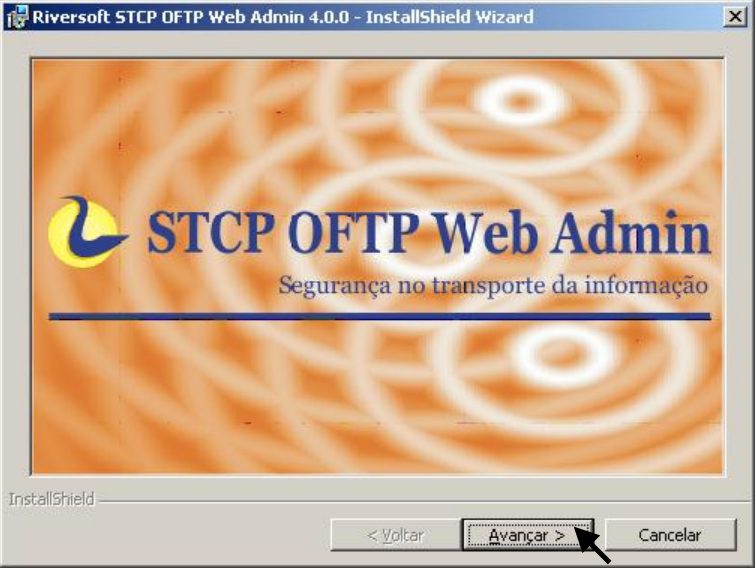 Riversoft STCP OFTP Web Admin 4.0.0 - InstallShield Wizard
STCP OFTP Web Admin
Segurança no transporte da informação
InstallShield
< Voltar
Avançar >
Cancelar